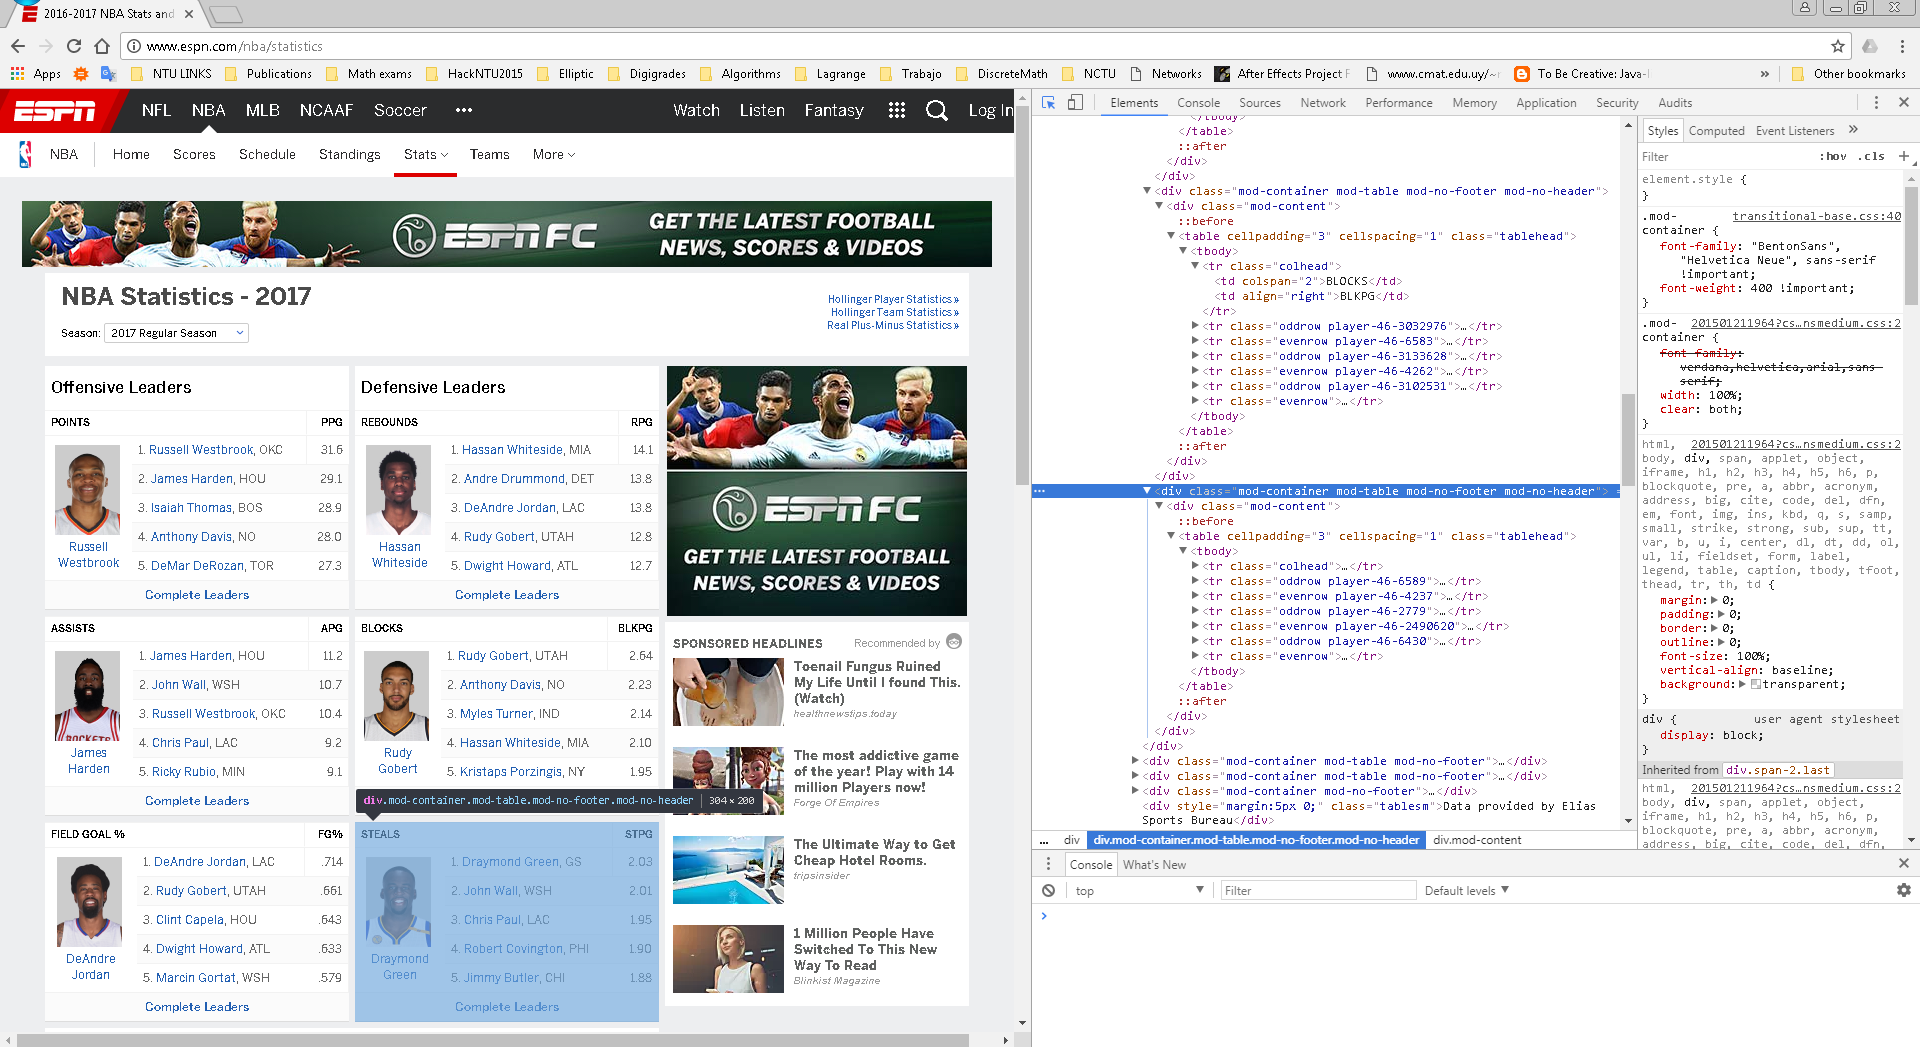 2016-2017 NBA Stats and
www.espn.com/nba/statistics
Apps NTU LINKS Publications Math exams HackNTU2015 Elliptic Digigrades Algorithms Lagrange Trabajo DiscreteMath NCTU Networks After Effects Project F www.cmat.edu.uy/~ To Be Creative: Java- » Other bookmarks
ESPN NFL NBA MLB NCAAF Soccer ••• Watch Listen Fantasy Log In
NBA Home Scores Schedule Standings Stats Teams More
ESPN FC GET THE LATEST FOOTBALL
NEWS, SCORES & VIDEOS
NBA Statistics - 2017
Hollinger Player Statistics »
Hollinger Team Statistics »
Real Plus-Minus Statistics »
Season: 2017 Regular Season
Offensive Leaders
POINTS PPG
1. Russell Westbrook, OKC 31.6
2. James Harden, HOU 29.1
3. Isaiah Thomas, BOS 28.9
4. Anthony Davis, NO 28.0
5. DeMar DeRozan, TOR 27.3
Russell
Westbrook
Complete Leaders
Defensive Leaders
REBOUNDS RPG
1. Hassan Whiteside, MIA 14.1
2. Andre Drummond, DET 13.8
3. DeAndre Jordan, LAC 13.8
4. Rudy Gobert, UTAH 12.8
5. Dwight Howard, ATL 12.7
Hassan
Whiteside
Complete Leaders
ASSISTS APG
1. James Harden, HOU 11.2
2. John Wall, WSH 10.7
3. Russell Westbrook, OKC 10.4
4. Chris Paul, LAC 9.2
5. Ricky Rubio, MIN 9.1
ROCKETS
James
Harden
Complete Leaders
BLOCKS BLKPG
1. Rudy Gobert, UTAH 2.64
2. Anthony Davis, NO 2.23
3. Myles Turner, IND 2.14
4. Hassan Whiteside, MIA 2.10
5. Kristaps Porzingis, NY 1.95
Rudy
Gobert
div.mod-container.mod-table.mod-no-footer.mod-no-header 304 × 200
FIELD GOAL % FG%
1. DeAndre Jordan, LAC .714
2. Rudy Gobert, UTAH .661
3. Clint Capela, HOU .643
4. Dwight Howard, ATL .633
5. Marcin Gortat, WSH .579
DeAndre
Jordan
Complete Leaders
STEALS STPG
1. Draymond Green, GS 2.03
2. John Wall, WSH 2.01
3. Chris Paul, LAC 1.95
4. Robert Covington, PHI 1.90
5. Jimmy Butler, CHI 1.88
Draymond
Green
Complete Leaders
ESPN FC
GET THE LATEST FOOTBALL
NEWS, SCORES & VIDEOS
SPONSORED HEADLINES Recommended by
Toenail Fungus Ruined
My Life Until I found This.
(Watch)
healthnewstips.today
The most addictive game
of the year! Play with 14
million Players now!
Forge Of Empires
The Ultimate Way to Get
Cheap Hotel Rooms.
tripsinsider
1 Million People Have
Switched To This New
Way To Read
Blinkist Magazine
Elements Console Sources Network Performance Memory Application Security Audits
</tbody>
</table>
::after
</div>
</div>
<div class="mod-container mod-table mod-no-footer mod-no-header">
<div class="mod-content">
::before
<table cellpadding="3" cellspacing="1" class="tablehead">
<tbody>
<tr class="colhead">
<td colspan="2">BLOCKS</td>
<td align="right">BLKPG</td>
</tr>
<tr class="oddrow player-46-3032976">…</tr>
<tr class="evenrow player-46-6583">…</tr>
<tr class="oddrow player-46-3133628">…</tr>
<tr class="evenrow player-46-4262">…</tr>
<tr class="oddrow player-46-3102531">…</tr>
<tr class="evenrow">…</tr>
</tbody>
</table>
::after
</div>
</div>
<div class="mod-container mod-table mod-no-footer mod-no-header"> =
<div class="mod-content">
::before
<table cellpadding="3" cellspacing="1" class="tablehead">
<tbody>
<tr class="colhead">…</tr>
<tr class="oddrow player-46-6589">…</tr>
<tr class="evenrow player-46-4237">…</tr>
<tr class="oddrow player-46-2779">…</tr>
<tr class="evenrow player-46-2490620">…</tr>
<tr class="oddrow player-46-6430">…</tr>
<tr class="evenrow">…</tr>
</tbody>
</table>
::after
</div>
</div>
</div>
<div class="mod-container mod-table mod-no-footer">…</div>
<div class="mod-container mod-table mod-no-footer">…</div>
<div class="mod-container mod-no-footer">…</div>
<div style="margin:5px 0;" class="tablesm">Data provided by Elias
Sports Bureau</div>
... div div.mod-container.mod-table.mod-no-footer.mod-no-header div.mod-content
Styles Computed Event Listeners »
Filter :hov .cls +
element.style {
}
.mod- transitional-base.css:40
container {
font-family: "BentonSans",
"Helvetica Neue", sans-serif
!important;
font-weight: 400 !important;
}
.mod- 201501211964?cs…nsmedium.css:2
container {
font-family:
verdana,helvetica,arial,sans-
serif;
width: 100%;
clear: both;
}
html, 201501211964?cs…nsmedium.css:2
body, div, span, applet, object,
iframe, h1, h2, h3, h4, h5, h6, p,
blockquote, pre, a, abbr, acronym,
address, big, cite, code, del, dfn,
em, font, img, ins, kbd, q, s, samp,
small, strike, strong, sub, sup, tt,
var, b, u, i, center, dl, dt, dd, ol,
ul, li, fieldset, form, label,
legend, table, caption, tbody, tfoot,
thead, tr, th, td {
margin: 0;
padding: 0;
border: 0;
outline: 0;
font-size: 100%;
vertical-align: baseline;
background: transparent;
}
div { user agent stylesheet
display: block;
}
Inherited from div.span-2.last
html, 201501211964?cs…nsmedium.css:2
body, div, span, applet, object,
iframe, h1, h2, h3, h4, h5, h6, p,
blockquote, pre, a, abbr, acronym,
address, big, cite, code, del, dfn,
Console What's New
top Filter Default levels